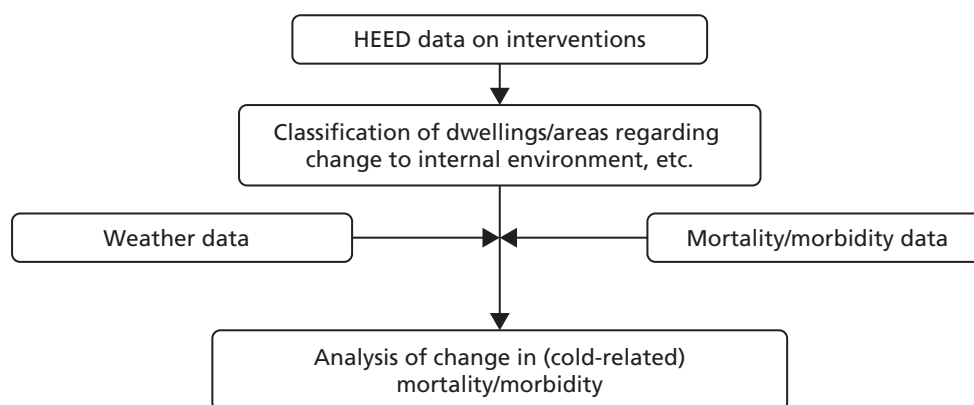 HEED data on interventions
Classification of dwellings/areas regarding
change to internal environment, etc.
Weather data
Mortality/morbidity data
Analysis of change in (cold-related)
mortality/morbidity